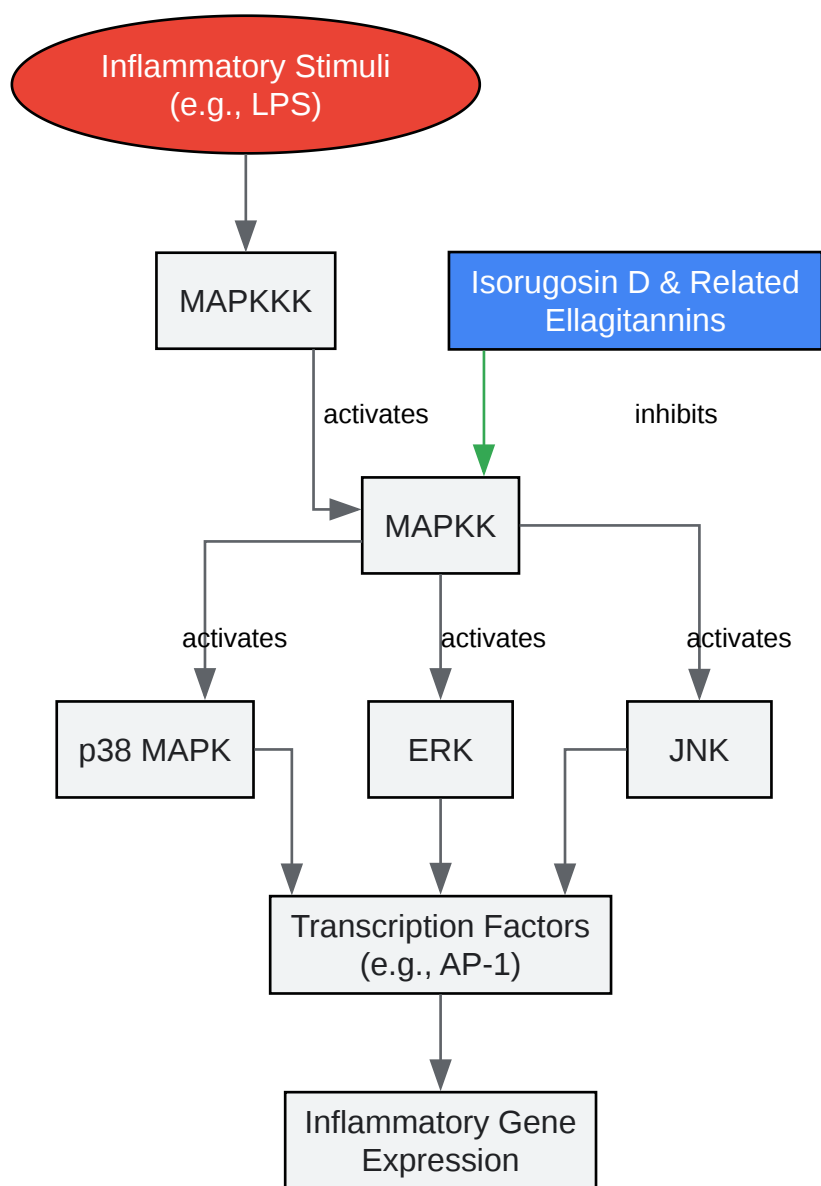 Inflammatory Stimuli
(e.g., LPS)
MAPKKK
Isorugosin D & Related
Ellagitannins
activates
inhibits
MAPKK
activates
activates
activates
p38 MAPK
ERK
JNK
Transcription Factors
(e.g., AP-1)
Inflammatory Gene
Expression